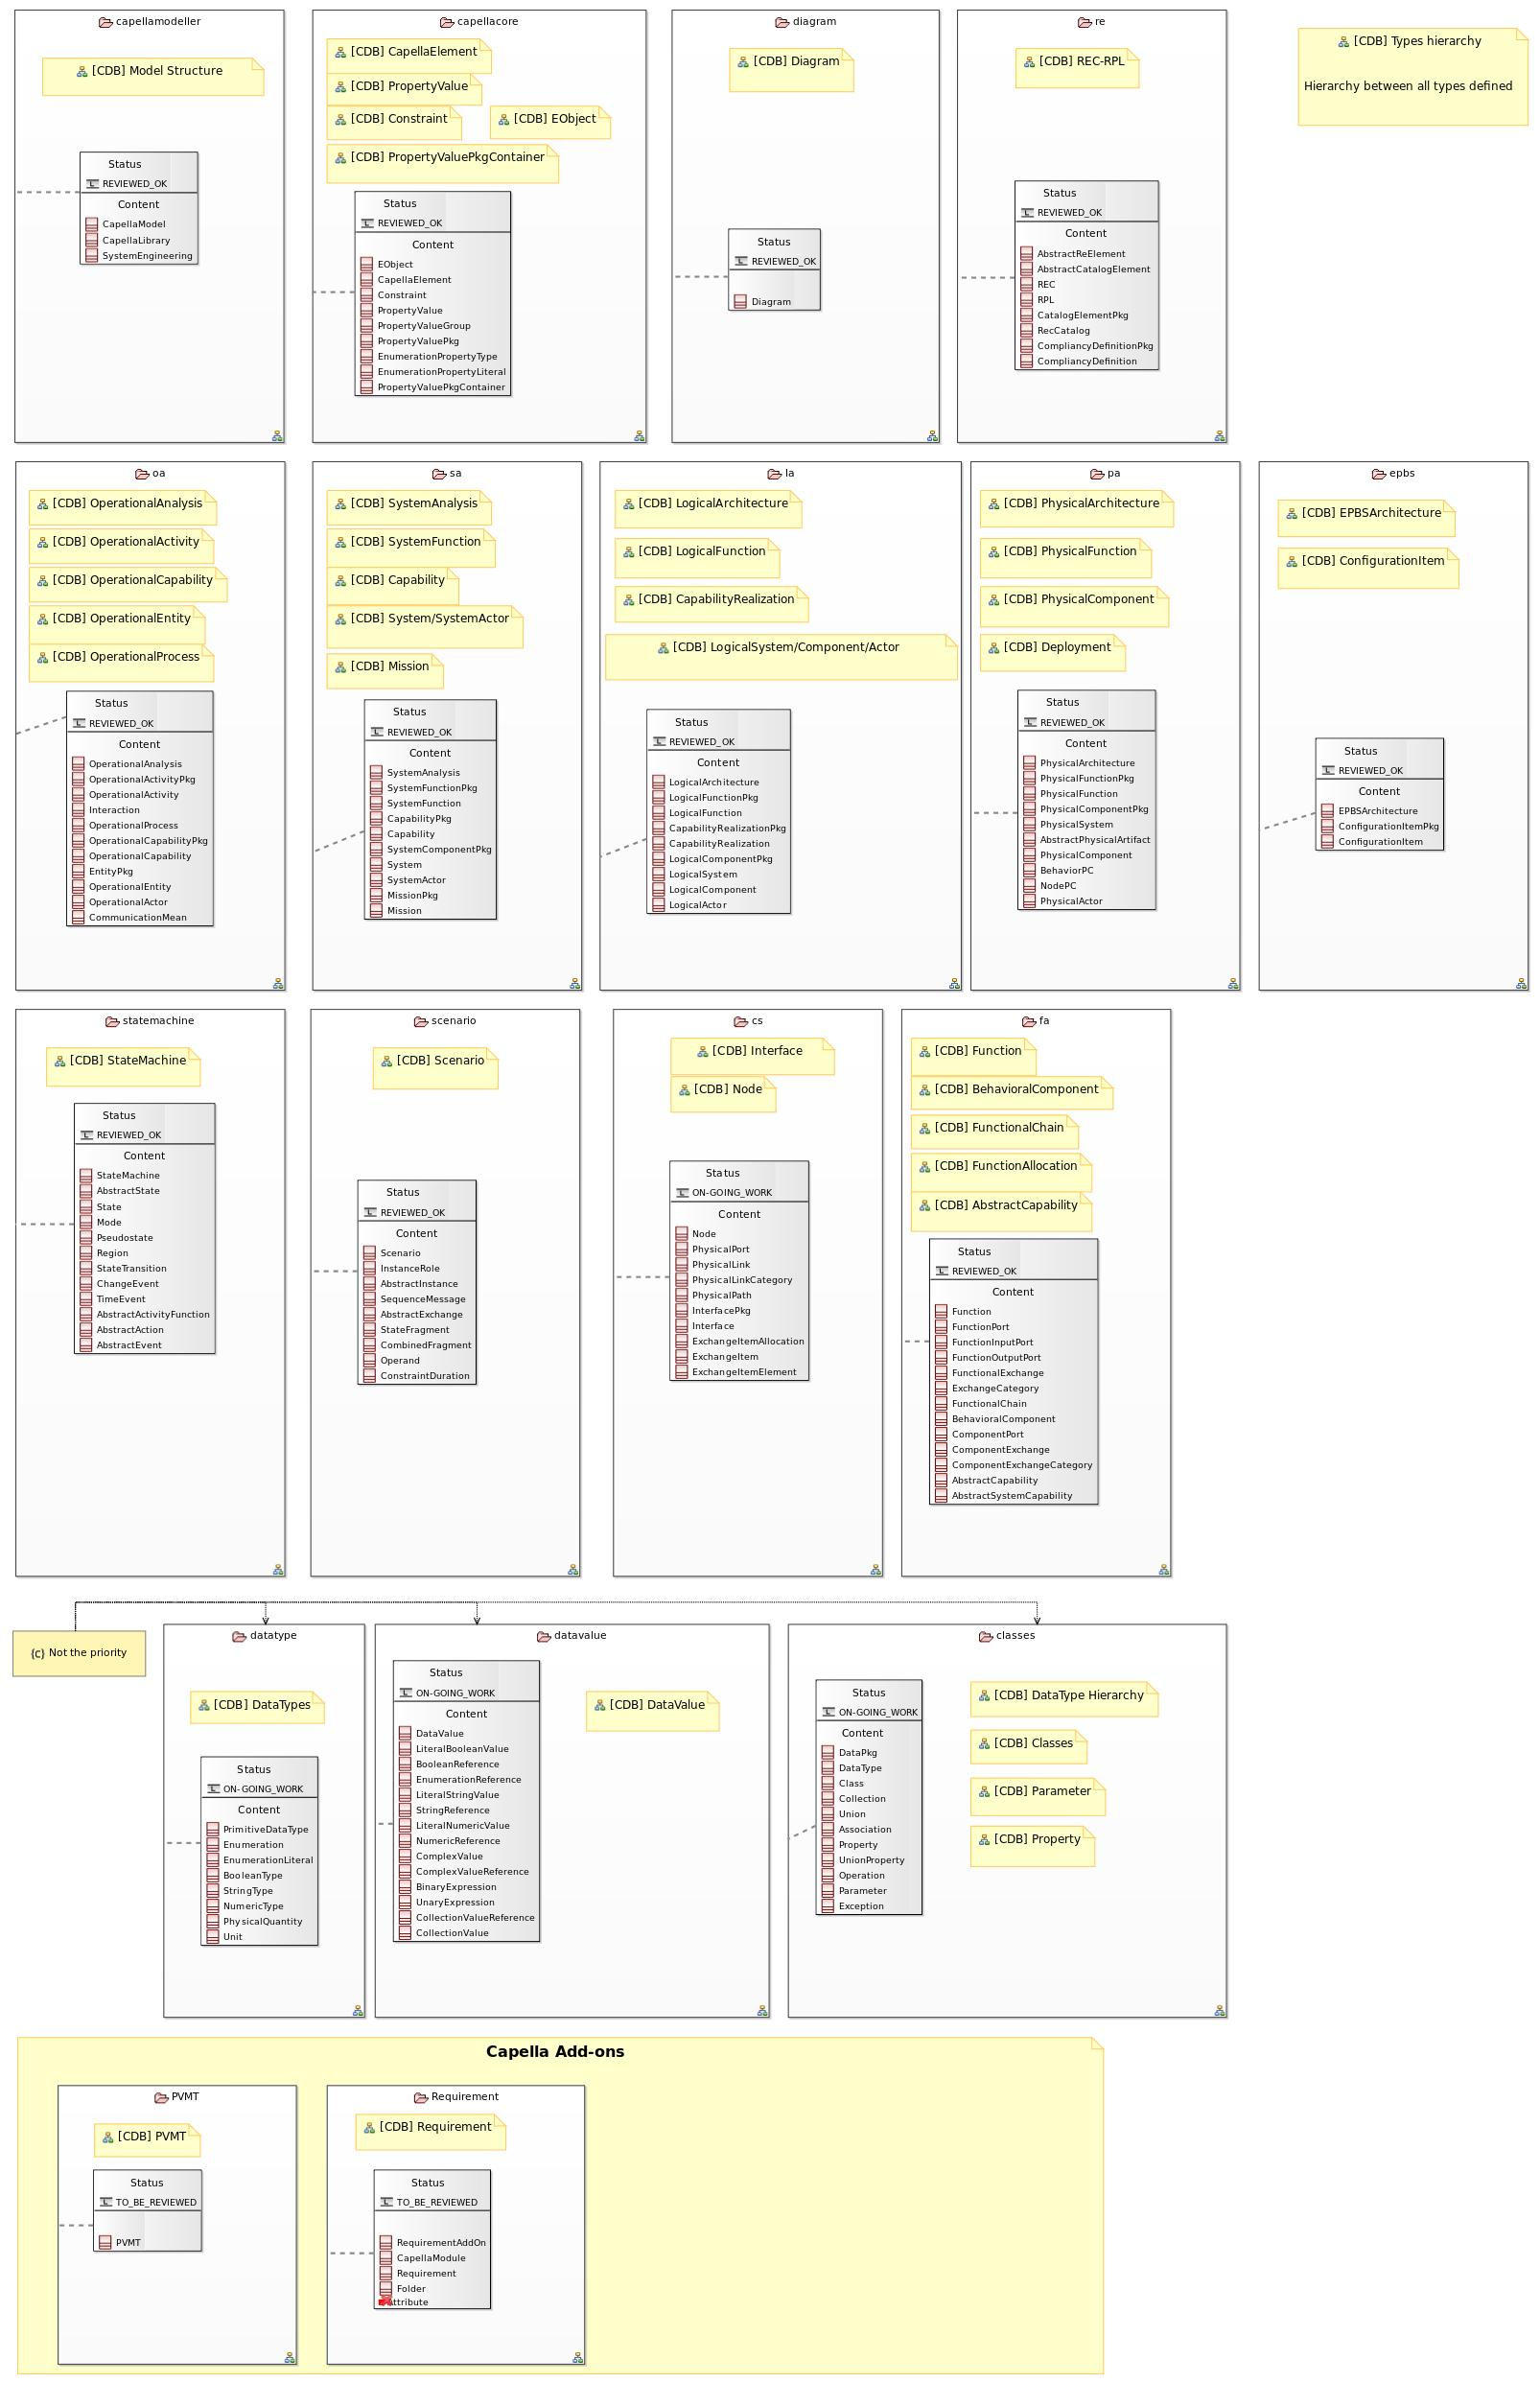 capellamodeller
[CDB] Model Structure
Status
REVIEWED_OK
Content
CapellaModel
CapellaLibrary
SystemEngineering
capellacore
[CDB] CapellaElement
[CDB] PropertyValue
[CDB] Constraint
[CDB] EObject
[CDB] PropertyValuePkgContainer
Status
REVIEWED_OK
Content
EObject
CapellaElement
Constraint
PropertyValue
PropertyValueGroup
PropertyValuePkg
EnumerationPropertyType
EnumerationPropertyLiteral
PropertyValuePkgContainer
diagram
[CDB] Diagram
Status
REVIEWED_OK
Diagram
re
[CDB] REC-RPL
Status
REVIEWED_OK
Content
AbstractReElement
AbstractCatalogElement
REC
RPL
CatalogElementPkg
RecCatalog
CompliancyDefinitionPkg
CompliancyDefinition
[CDB] Types hierarchy
Hierarchy between all types defined
oa
[CDB] OperationalAnalysis
[CDB] OperationalActivity
[CDB] OperationalCapability
[CDB] OperationalEntity
[CDB] OperationalProcess
Status
REVIEWED_OK
Content
OperationalAnalysis
OperationalActivityPkg
OperationalActivity
Interaction
OperationalProcess
OperationalCapabilityPkg
OperationalCapability
EntityPkg
OperationalEntity
OperationalActor
CommunicationMean
sa
[CDB] SystemAnalysis
[CDB] SystemFunction
[CDB] Capability
[CDB] System/SystemActor
[CDB] Mission
Status
REVIEWED_OK
Content
SystemAnalysis
SystemFunctionPkg
SystemFunction
CapabilityPkg
Capability
SystemComponentPkg
System
SystemActor
MissionPkg
Mission
la
[CDB] LogicalArchitecture
[CDB] LogicalFunction
[CDB] CapabilityRealization
[CDB] LogicalSystem/Component/Actor
Status
REVIEWED_OK
Content
LogicalArchitecture
LogicalFunctionPkg
LogicalFunction
CapabilityRealizationPkg
CapabilityRealization
LogicalComponentPkg
LogicalSystem
LogicalComponent
LogicalActor
pa
[CDB] PhysicalArchitecture
[CDB] PhysicalFunction
[CDB] PhysicalComponent
[CDB] Deployment
Status
REVIEWED_OK
Content
PhysicalArchitecture
PhysicalFunctionPkg
PhysicalFunction
PhysicalComponentPkg
PhysicalSystem
AbstractPhysicalArtifact
PhysicalComponent
BehaviorPC
NodePC
PhysicalActor
epbs
[CDB] EPBSArchitecture
[CDB] ConfigurationItem
Status
REVIEWED_OK
Content
EPBSArchitecture
ConfigurationItemPkg
ConfigurationItem
statemachine
[CDB] StateMachine
Status
REVIEWED_OK
Content
StateMachine
AbstractState
State
Mode
Pseudostate
Region
StateTransition
ChangeEvent
TimeEvent
AbstractActivityFunction
AbstractAction
AbstractEvent
scenario
[CDB] Scenario
Status
REVIEWED_OK
Content
Scenario
InstanceRole
AbstractInstance
SequenceMessage
AbstractExchange
StateFragment
CombinedFragment
Operand
ConstraintDuration
cs
[CDB] Interface
[CDB] Node
Status
ON-GOING_WORK
Content
Node
PhysicalPort
PhysicalLink
PhysicalLinkCategory
PhysicalPath
InterfacePkg
Interface
ExchangeItemAllocation
ExchangeItem
ExchangeItemElement
fa
[CDB] Function
[CDB] BehavioralComponent
[CDB] FunctionalChain
[CDB] FunctionAllocation
[CDB] AbstractCapability
Status
REVIEWED_OK
Content
Function
FunctionPort
FunctionInputPort
FunctionOutputPort
FunctionalExchange
ExchangeCategory
FunctionalChain
BehavioralComponent
ComponentPort
ComponentExchange
ComponentExchangeCategory
AbstractCapability
AbstractSystemCapability
{C} Not the priority
datatype
[CDB] DataTypes
Status
ON-GOING_WORK
Content
PrimitiveDataType
Enumeration
EnumerationLiteral
BooleanType
StringType
NumericType
PhysicalQuantity
Unit
datavalue
[CDB] DataValue
Status
ON-GOING_WORK
Content
DataValue
LiteralBooleanValue
BooleanReference
EnumerationReference
LiteralStringValue
StringReference
LiteralNumericValue
NumericReference
ComplexValue
ComplexValueReference
BinaryExpression
UnaryExpression
CollectionValueReference
CollectionValue
classes
Status
ON-GOING_WORK
Content
DataPkg
DataType
Class
Collection
Union
Association
Property
UnionProperty
Operation
Parameter
Exception
[CDB] DataType Hierarchy
[CDB] Classes
[CDB] Parameter
[CDB] Property
Capella Add-ons
PVMT
[CDB] PVMT
Status
TO_BE_REVIEWED
PVMT
Requirement
[CDB] Requirement
Status
TO_BE_REVIEWED
RequirementAddOn
CapellaModule
Requirement
Folder
Attribute